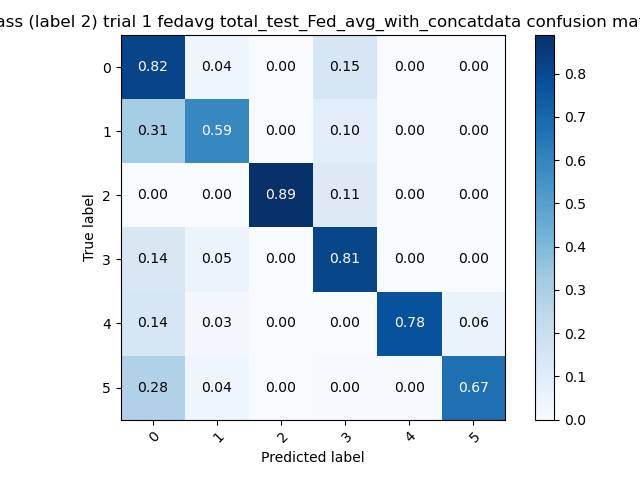 (label 2) trial 1 fedavg total_test_Fed_avg_with_concatdata confusion
0 0.82 0.04 0.00 0.15 0.00 0.00
1 0.31 0.59 0.00 0.10 0.00 0.00
2 0.00 0.00 0.89 0.11 0.00 0.00
3 0.14 0.05 0.00 0.81 0.00 0.00
4 0.14 0.03 0.00 0.00 0.78 0.06
5 0.28 0.04 0.00 0.00 0.00 0.67
0 1 2 3 4 5
True label
Predicted label
0.8
0.7
0.6
0.5
0.4
0.3
0.2
0.1
0.0